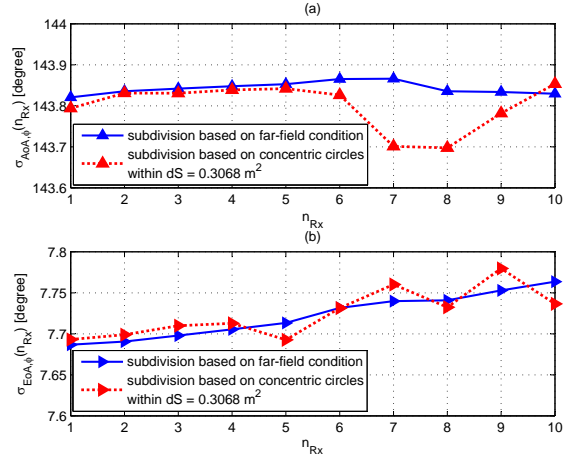 (a)
144
143.9
143.8
143.7
143.6
σAoA,ϕ(nRx) [degree]
subdivision based on far-field condition
subdivision based on concentric circles
within dS = 0.3068 m²
1 2 3 4 5 6 7 8 9 10
nRx
(b)
7.8
7.75
7.7
7.65
7.6
σEoA,ϕ(nRx) [degree]
subdivision based on far-field condition
subdivision based on concentric circles
within dS = 0.3068 m²
1 2 3 4 5 6 7 8 9 10
nRx